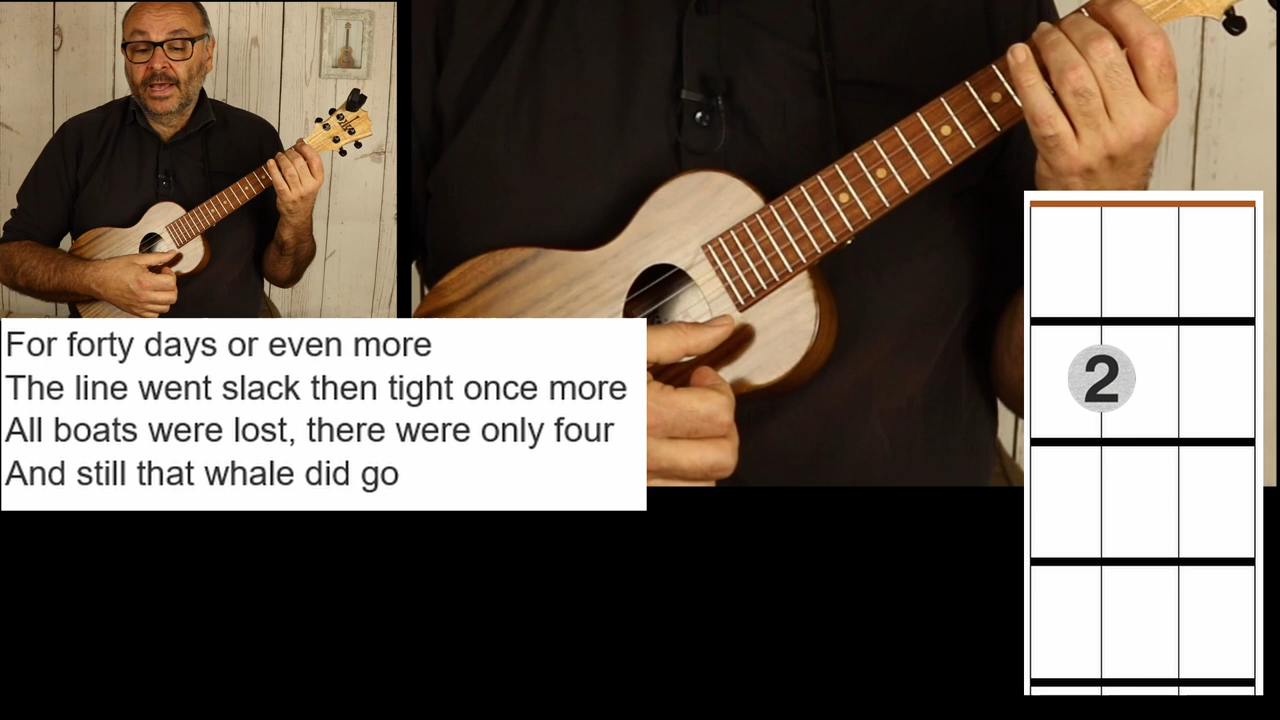 For forty days or even more
The line went slack then tight once more
All boats were lost, there were only four
And still that whale did go
2